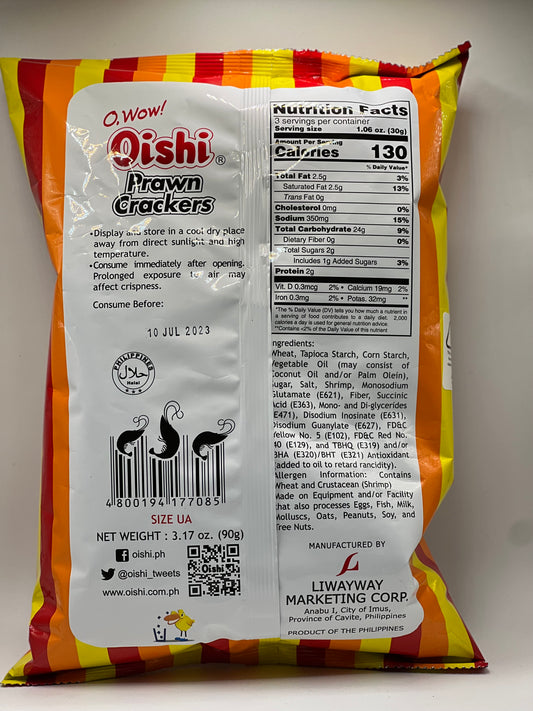 O, Wow!
Oishi®
Prawn
Crackers
•Display and store in a cool dry place
away from direct sunlight and high
temperature.
•Consume immediately after opening.
Prolonged exposure to air may
affect crispness.
Consume Before:
10 JUL 2023
PHILIPPINES
حلال
Halal
4 800194 177085
SIZE UA
NET WEIGHT : 3.17 oz. (90g)
oishi.ph
@oishi_tweets
www.oishi.com.ph
Oishi
Nutrition Facts
3 servings per container
Serving size 1.06 oz. (30g)
Amount Per Serving
Calories 130
% Daily Value*
Total Fat 2.5g 3%
Saturated Fat 2.5g 13%
Trans Fat 0g
Cholesterol 0mg 0%
Sodium 350mg 15%
Total Carbohydrate 24g 9%
Dietary Fiber 0g 0%
Total Sugars 2g
Includes 1g Added Sugars 3%
Protein 2g
Vit. D 0.3mcg 2% • Calcium 19mg 2%
Iron 0.3mg 2% • Potas. 32mg **
*The % Daily Value (DV) tells you how much a nutrient in
a serving of food contributes to a daily diet. 2,000
calories a day is used for general nutrition advice.
**Contains <2% of the Daily Value of this nutrient
Ingredients:
Wheat, Tapioca Starch, Corn Starch,
Vegetable Oil (may consist of
Coconut Oil and/or Palm Olein),
Sugar, Salt, Shrimp, Monosodium
Glutamate (E621), Fiber, Succinic
Acid (E363), Mono- and Di-glycerides
(E471), Disodium Inosinate (E631),
Disodium Guanylate (E627), FD&C
Yellow No. 5 (E102), FD&C Red No.
40 (E129), and TBHQ (E319) and/or
BHA (E320)/BHT (E321) Antioxidant
(added to oil to retard rancidity).
Allergen Information: Contains
Wheat and Crustacean (Shrimp)
Made on Equipment and/or Facility
that also processes Eggs, Fish, Milk,
Molluscs, Oats, Peanuts, Soy, and
Tree Nuts.
MANUFACTURED BY
LIWAYWAY
MARKETING CORP.
Anabu I, City of Imus,
Province of Cavite, Philippines
PRODUCT OF THE PHILIPPINES